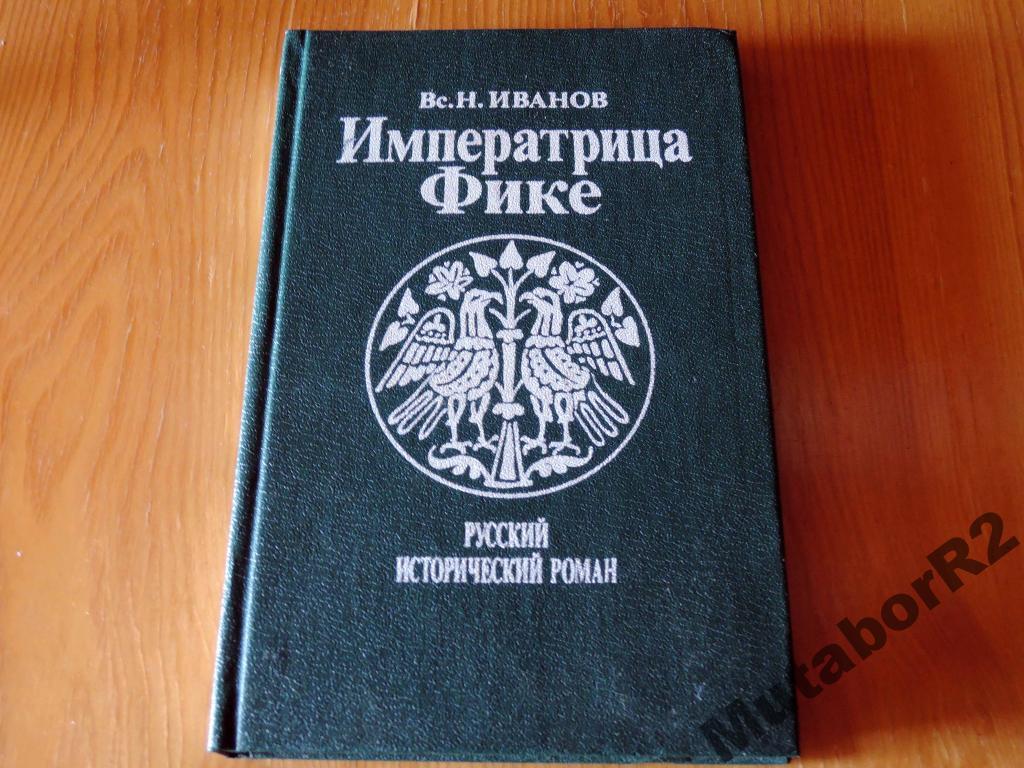 Вс. Н. ИВАНОВ
Императрица
Фике
РУССКИЙ
ИСТОРИЧЕСКИЙ РОМАН
MutaborR2